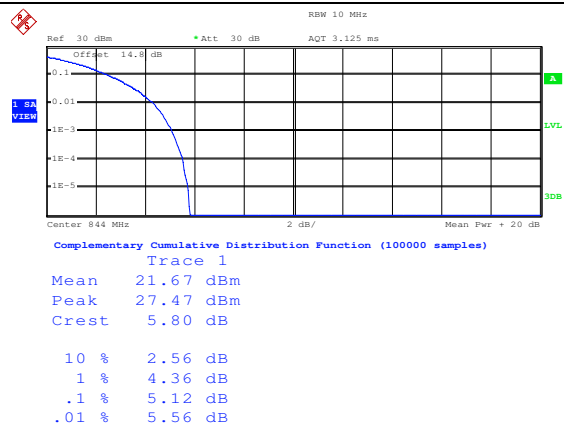 RBW 10 MHz
Ref 30 dBm *Att 30 dB AQT 3.125 ms
Offset 14.8 dB
0.1
A
0.01
1 SA
VIEW
1E-3
LVL
1E-4
1E-5
3DB
Center 844 MHz 2 dB/ Mean Pwr + 20 dB
Complementary Cumulative Distribution Function (100000 samples)
Trace 1
Mean 21.67 dBm
Peak 27.47 dBm
Crest 5.80 dB
10 % 2.56 dB
1 % 4.36 dB
.1 % 5.12 dB
.01 % 5.56 dB